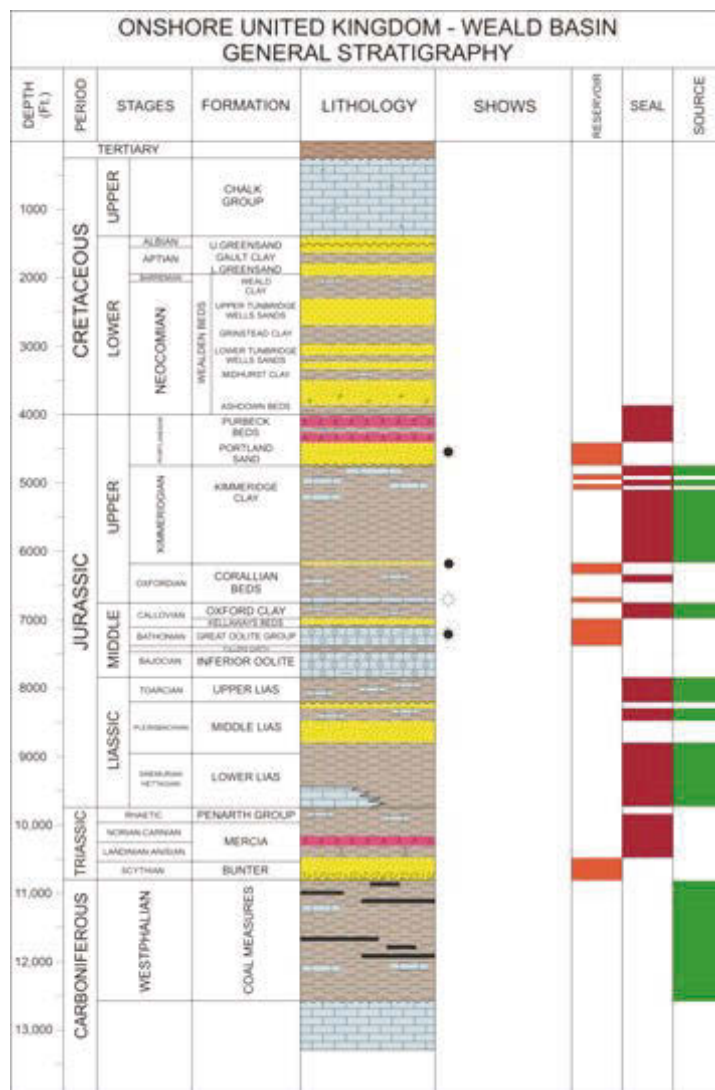 ONSHORE UNITED KINGDOM - WEALD BASIN
GENERAL STRATIGRAPHY
DEPTH
(Ft.)
PERIOD
STAGES
FORMATION
LITHOLOGY
SHOWS
RESERVOIR
SEAL
SOURCE
TERTIARY
CRETACEOUS
UPPER
CHALK
GROUP
1000
LOWER
ALBIAN
U.GREENSAND
APTIAN
GAULT CLAY
L.GREENSAND
2000
BARREMIAN
WEALD
CLAY
NEOCOMIAN
WEALDEN BEDS
UPPER TUNBRIDGE
WELLS SANDS
GRINSTEAD CLAY
3000
LOWER TUNBRIDGE
WELLS SANDS
ASHDOWN BEDS
4000
JURASSIC
UPPER
PURBECK
BEDS
PORTLAND
SAND
KIMMERIDGIAN
KIMMERIDGE
CLAY
5000
6000
OXFORDIAN
CORALLIAN
BEDS
MIDDLE
CALLOVIAN
OXFORD CLAY
7000
KELLAWAYS BEDS
BATHONIAN
GREAT OOLITE GROUP
BAJOCIAN
INFERIOR OOLITE
8000
LIASSIC
TOARCIAN
UPPER LIAS
MIDDLE LIAS
9000
LOWER LIAS
TRIASSIC
RHAETIC
PENARTH GROUP
10,000
NORIAN-CARNIAN
MERCIA
SCYTHIAN
BUNTER
CARBONIFEROUS
WESTPHALIAN
COAL MEASURES
11,000
12,000
13,000